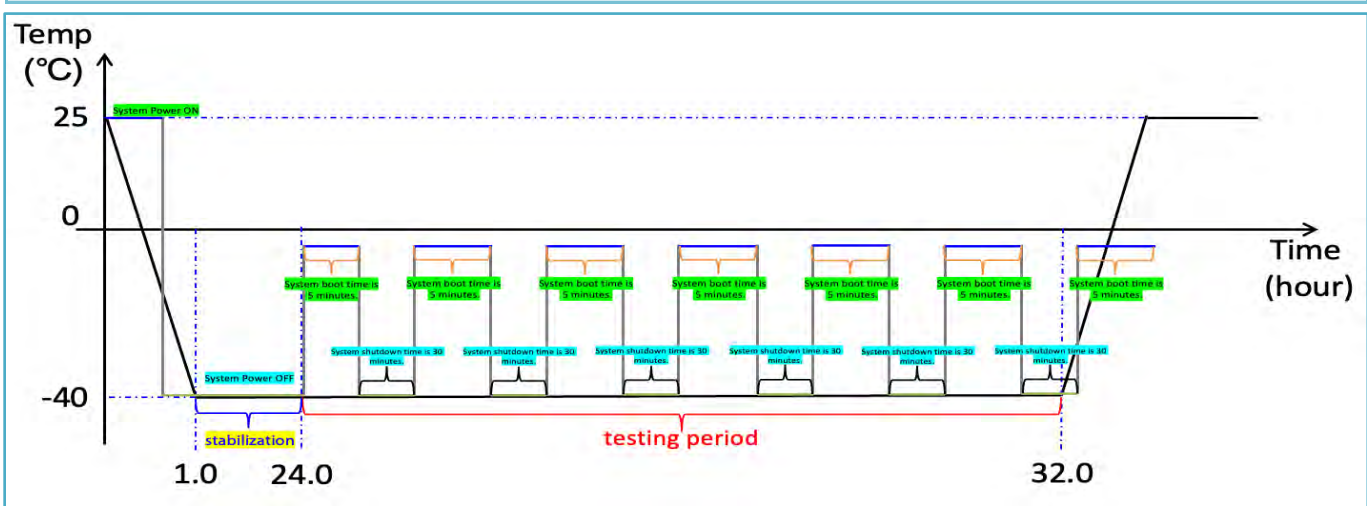 Temp
(℃)
System Power ON
25
0
Time
(hour)
System boot time is
5 minutes.
System boot time is
5 minutes.
System boot time is
5 minutes.
System boot time is
5 minutes.
System boot time is
5 minutes.
System boot time is
5 minutes.
System boot time is
5 minutes.
System shutdown time is 30
minutes.
System shutdown time is 30
minutes.
System shutdown time is 30
minutes.
System shutdown time is 30
minutes.
System shutdown time is 30
minutes.
System shutdown time is 30
minutes.
System Power OFF
-40
stabilization
testing period
1.0
24.0
32.0